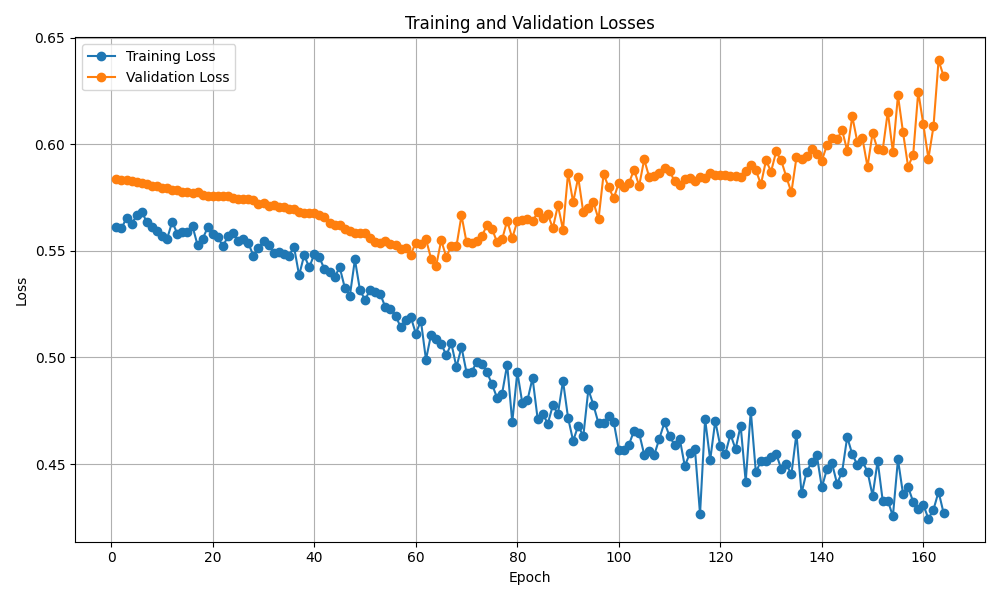 Training and Validation Losses
Training Loss
Validation Loss
Loss
0.65
0.60
0.55
0.50
0.45
0 20 40 60 80 100 120 140 160
Epoch